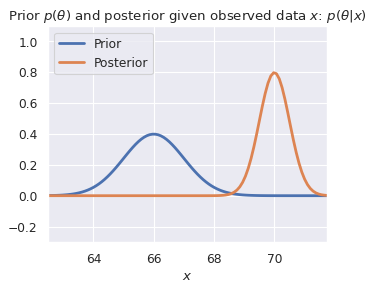 Prior p(θ) and posterior given observed data x: p(θ|x)
Prior
Posterior
1.0
0.8
0.6
0.4
0.2
0.0
−0.2
64 66 68 70
x